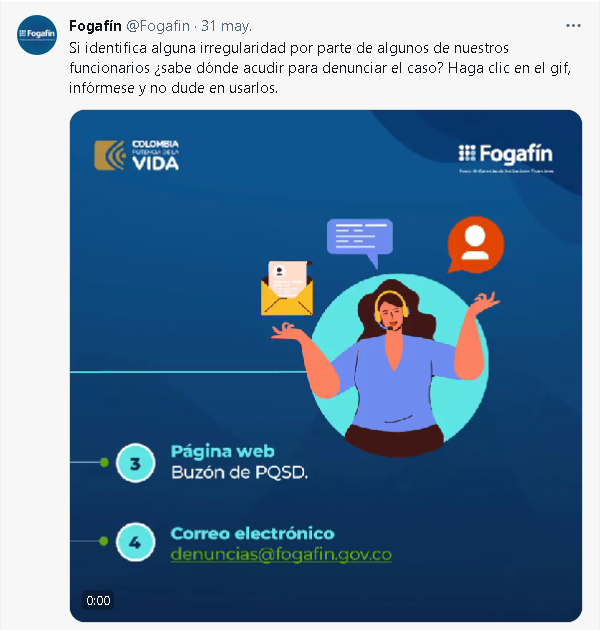 Fogafín
Fogafín @Fogafin · 31 may.
Si identifica alguna irregularidad por parte de algunos de nuestros
funcionarios ¿sabe dónde acudir para denunciar el caso? Haga clic en el gif,
infórmese y no dude en usarlos.
COLOMBIA
POTENCIA DE LA
VIDA
Fogafín
Fondo de Garantías de Instituciones Financieras
3
Página web
Buzón de PQSD.
4
Correo electrónico
denuncias@fogafin.gov.co
0:00